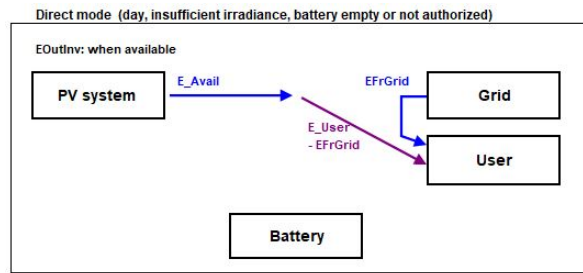 Direct mode (day, insufficient irradiance, battery empty or not authorized)
EOutInv: when available
PV system
E_Avail
EFrGrid
Grid
E_User
- EFrGrid
User
Battery